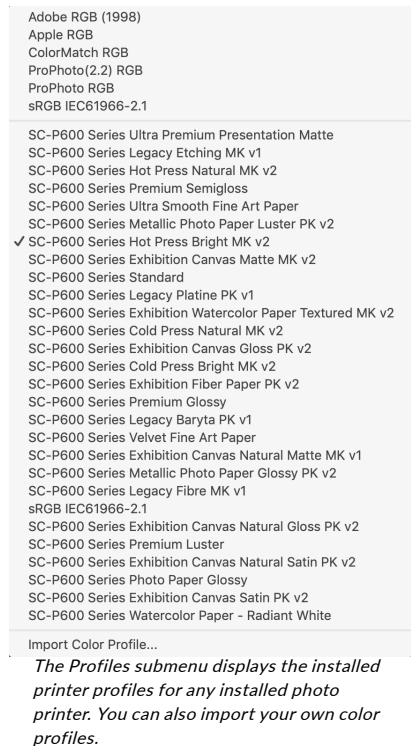 Adobe RGB (1998)
Apple RGB
ColorMatch RGB
ProPhoto(2.2) RGB
ProPhoto RGB
sRGB IEC61966-2.1
SC-P600 Series Ultra Premium Presentation Matte
SC-P600 Series Legacy Etching MK v1
SC-P600 Series Hot Press Natural MK v2
SC-P600 Series Premium Semigloss
SC-P600 Series Ultra Smooth Fine Art Paper
SC-P600 Series Metallic Photo Paper Luster PK v2
✓ SC-P600 Series Hot Press Bright MK v2
SC-P600 Series Exhibition Canvas Matte MK v2
SC-P600 Series Standard
SC-P600 Series Legacy Platine PK v1
SC-P600 Series Exhibition Watercolor Paper Textured MK v2
SC-P600 Series Cold Press Natural MK v2
SC-P600 Series Exhibition Canvas Gloss PK v2
SC-P600 Series Cold Press Bright MK v2
SC-P600 Series Exhibition Fiber Paper PK v2
SC-P600 Series Premium Glossy
SC-P600 Series Legacy Baryta PK v1
SC-P600 Series Velvet Fine Art Paper
SC-P600 Series Exhibition Canvas Natural Matte MK v1
SC-P600 Series Metallic Photo Paper Glossy PK v2
SC-P600 Series Legacy Fibre MK v1
sRGB IEC61966-2.1
SC-P600 Series Exhibition Canvas Natural Gloss PK v2
SC-P600 Series Premium Luster
SC-P600 Series Exhibition Canvas Natural Satin PK v2
SC-P600 Series Photo Paper Glossy
SC-P600 Series Exhibition Canvas Satin PK v2
SC-P600 Series Watercolor Paper - Radiant White
Import Color Profile...
The Profiles submenu displays the installed
printer profiles for any installed photo
printer. You can also import your own color
profiles.